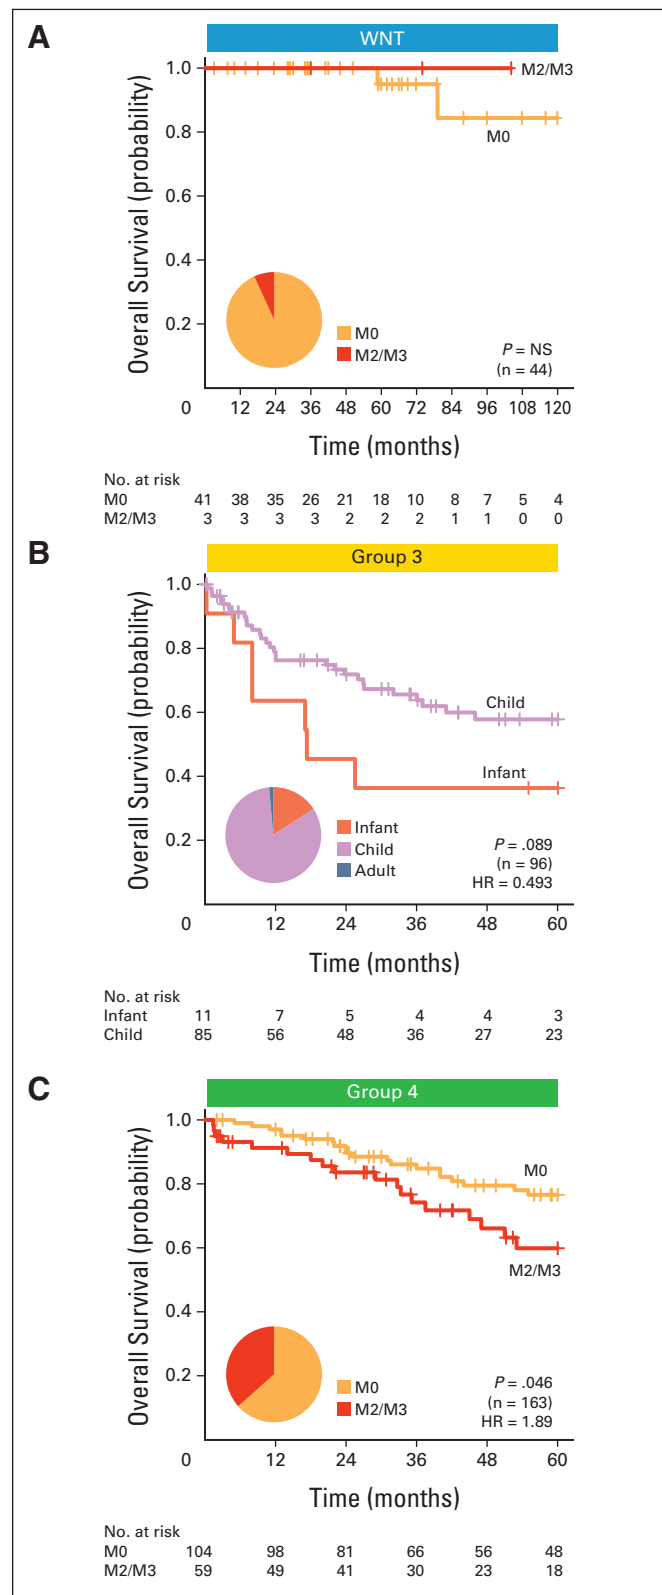 A
WNT
Overall Survival (probability)
1.0
0.8
0.6
0.4
0.2
0
M2/M3
M0
M0
M2/M3
P = NS
(n = 44)
12 24 36 48 60 72 84 96 108 120
Time (months)
No. at risk
M0 41 38 35 26 21 18 10 8 7 5 4
M2/M3 3 3 3 3 2 2 2 1 1 0 0
B
Group 3
Overall Survival (probability)
1.0
0.8
0.6
0.4
0.2
0
Child
Infant
Infant
Child
Adult
P = .089
(n = 96)
HR = 0.493
12 24 36 48 60
Time (months)
No. at risk
Infant 11 7 5 4 4 3
Child 85 56 48 36 27 23
C
Group 4
Overall Survival (probability)
1.0
0.8
0.6
0.4
0.2
0
M0
M2/M3
M0
M2/M3
P = .046
(n = 163)
HR = 1.89
12 24 36 48 60
Time (months)
No. at risk
M0 104 98 81 66 56 48
M2/M3 59 49 41 30 23 18